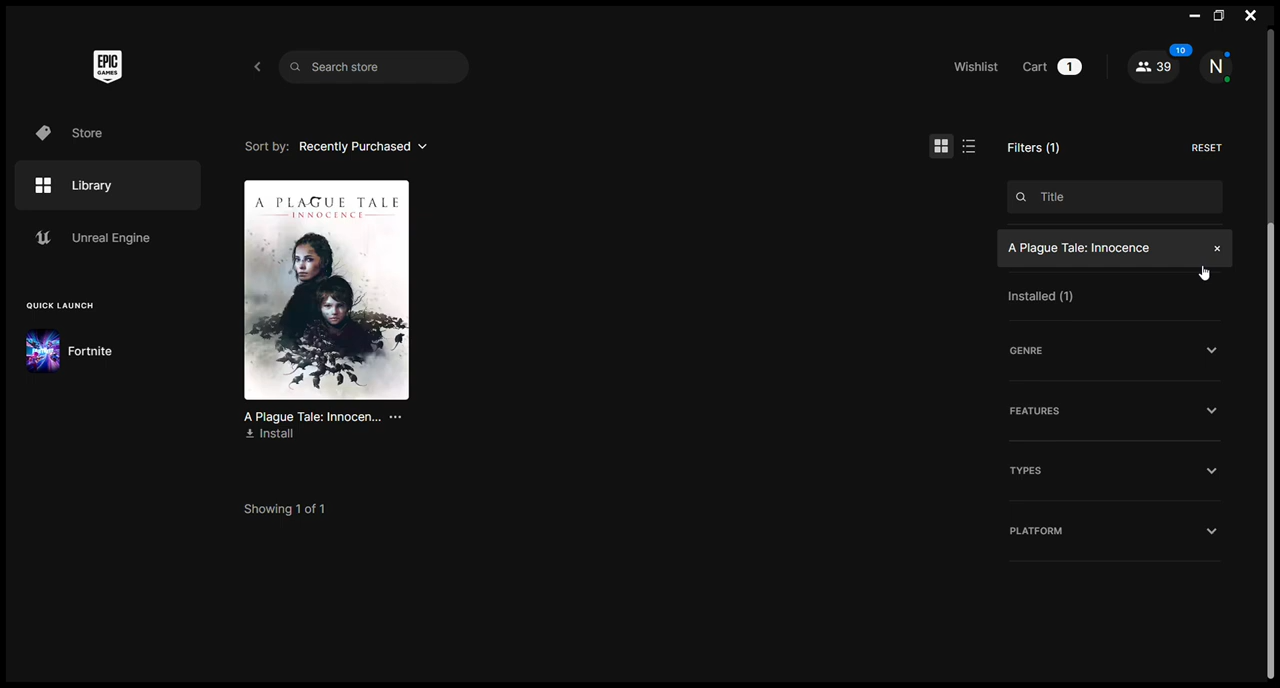 EPIC
GAMES
Search store
Wishlist
Cart 1
10
39
N
Store
Library
Unreal Engine
QUICK LAUNCH
Fortnite
Sort by: Recently Purchased
A PLAGUE TALE
INNOCENCE
A Plague Tale: Innocen... ...
Install
Showing 1 of 1
Filters (1)
RESET
Title
A Plague Tale: Innocence ×
Installed (1)
GENRE
FEATURES
TYPES
PLATFORM